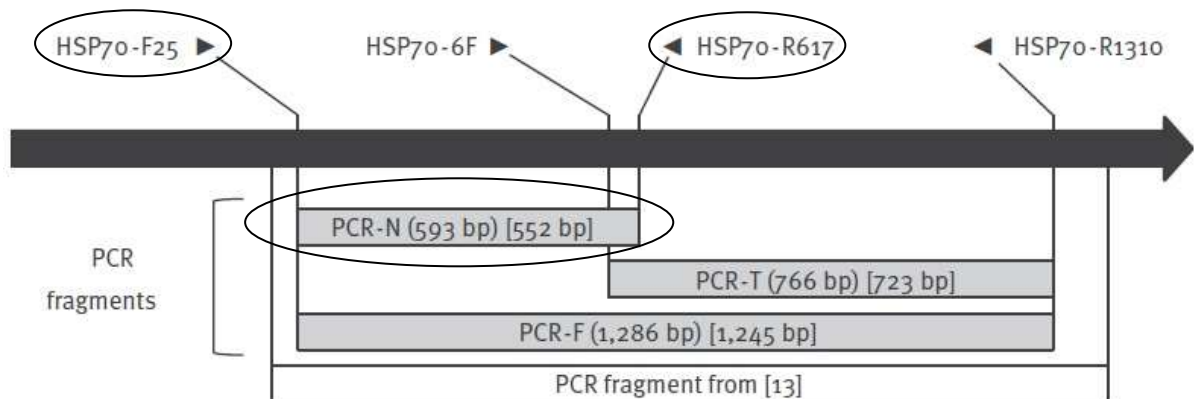 HSP70-F25 ► HSP70-6F ► ◄ HSP70-R617 ◄ HSP70-R1310
PCR-N (593 bp) [552 bp]
PCR
fragments
PCR-T (766 bp) [723 bp]
PCR-F (1,286 bp) [1,245 bp]
PCR fragment from [13]